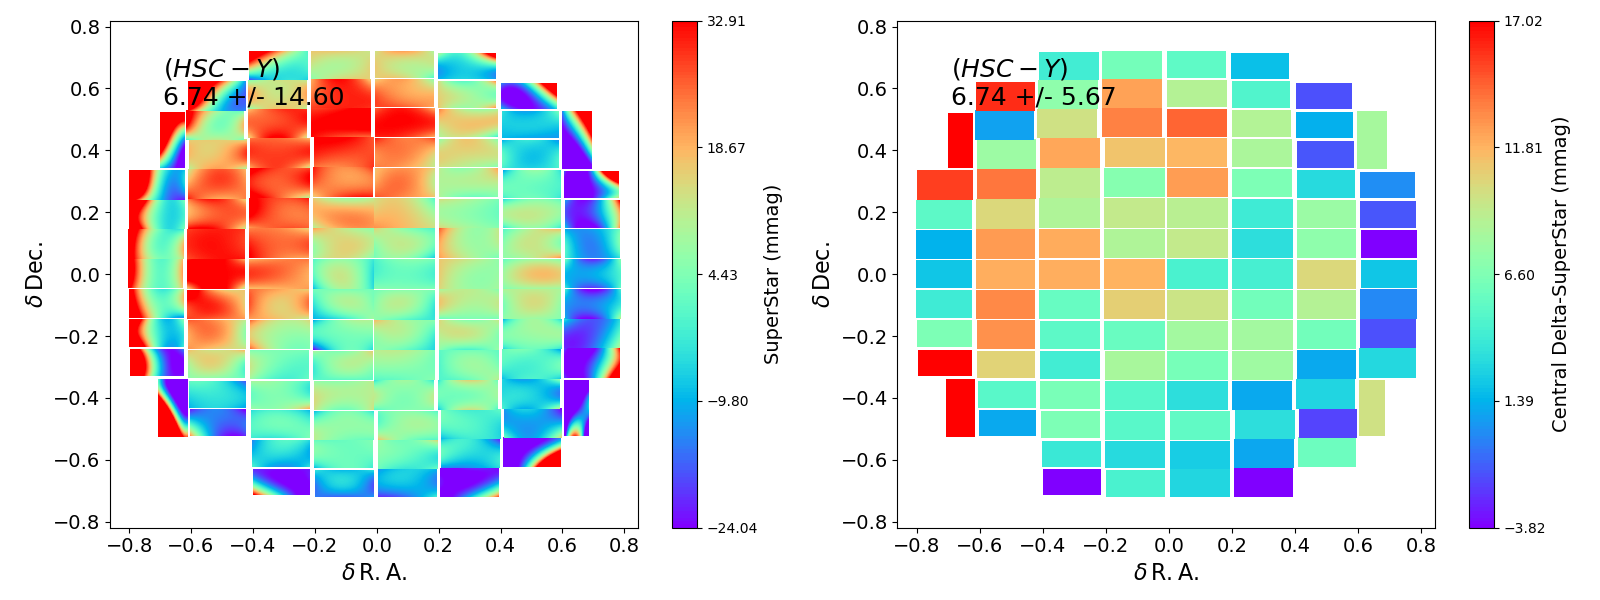 (HSC − Y)
6.74 +/- 14.60
0.8
0.6
0.4
0.2
0.0
−0.2
−0.4
−0.6
−0.8
−0.8 −0.6 −0.4 −0.2 0.0 0.2 0.4 0.6 0.8
δ R. A.
δ Dec.
32.91
18.67
4.43
−9.80
−24.04
SuperStar (mmag)
(HSC − Y)
6.74 +/- 5.67
0.8
0.6
0.4
0.2
0.0
−0.2
−0.4
−0.6
−0.8
−0.8 −0.6 −0.4 −0.2 0.0 0.2 0.4 0.6 0.8
δ R. A.
δ Dec.
17.02
11.81
6.60
1.39
−3.82
Central Delta-SuperStar (mmag)